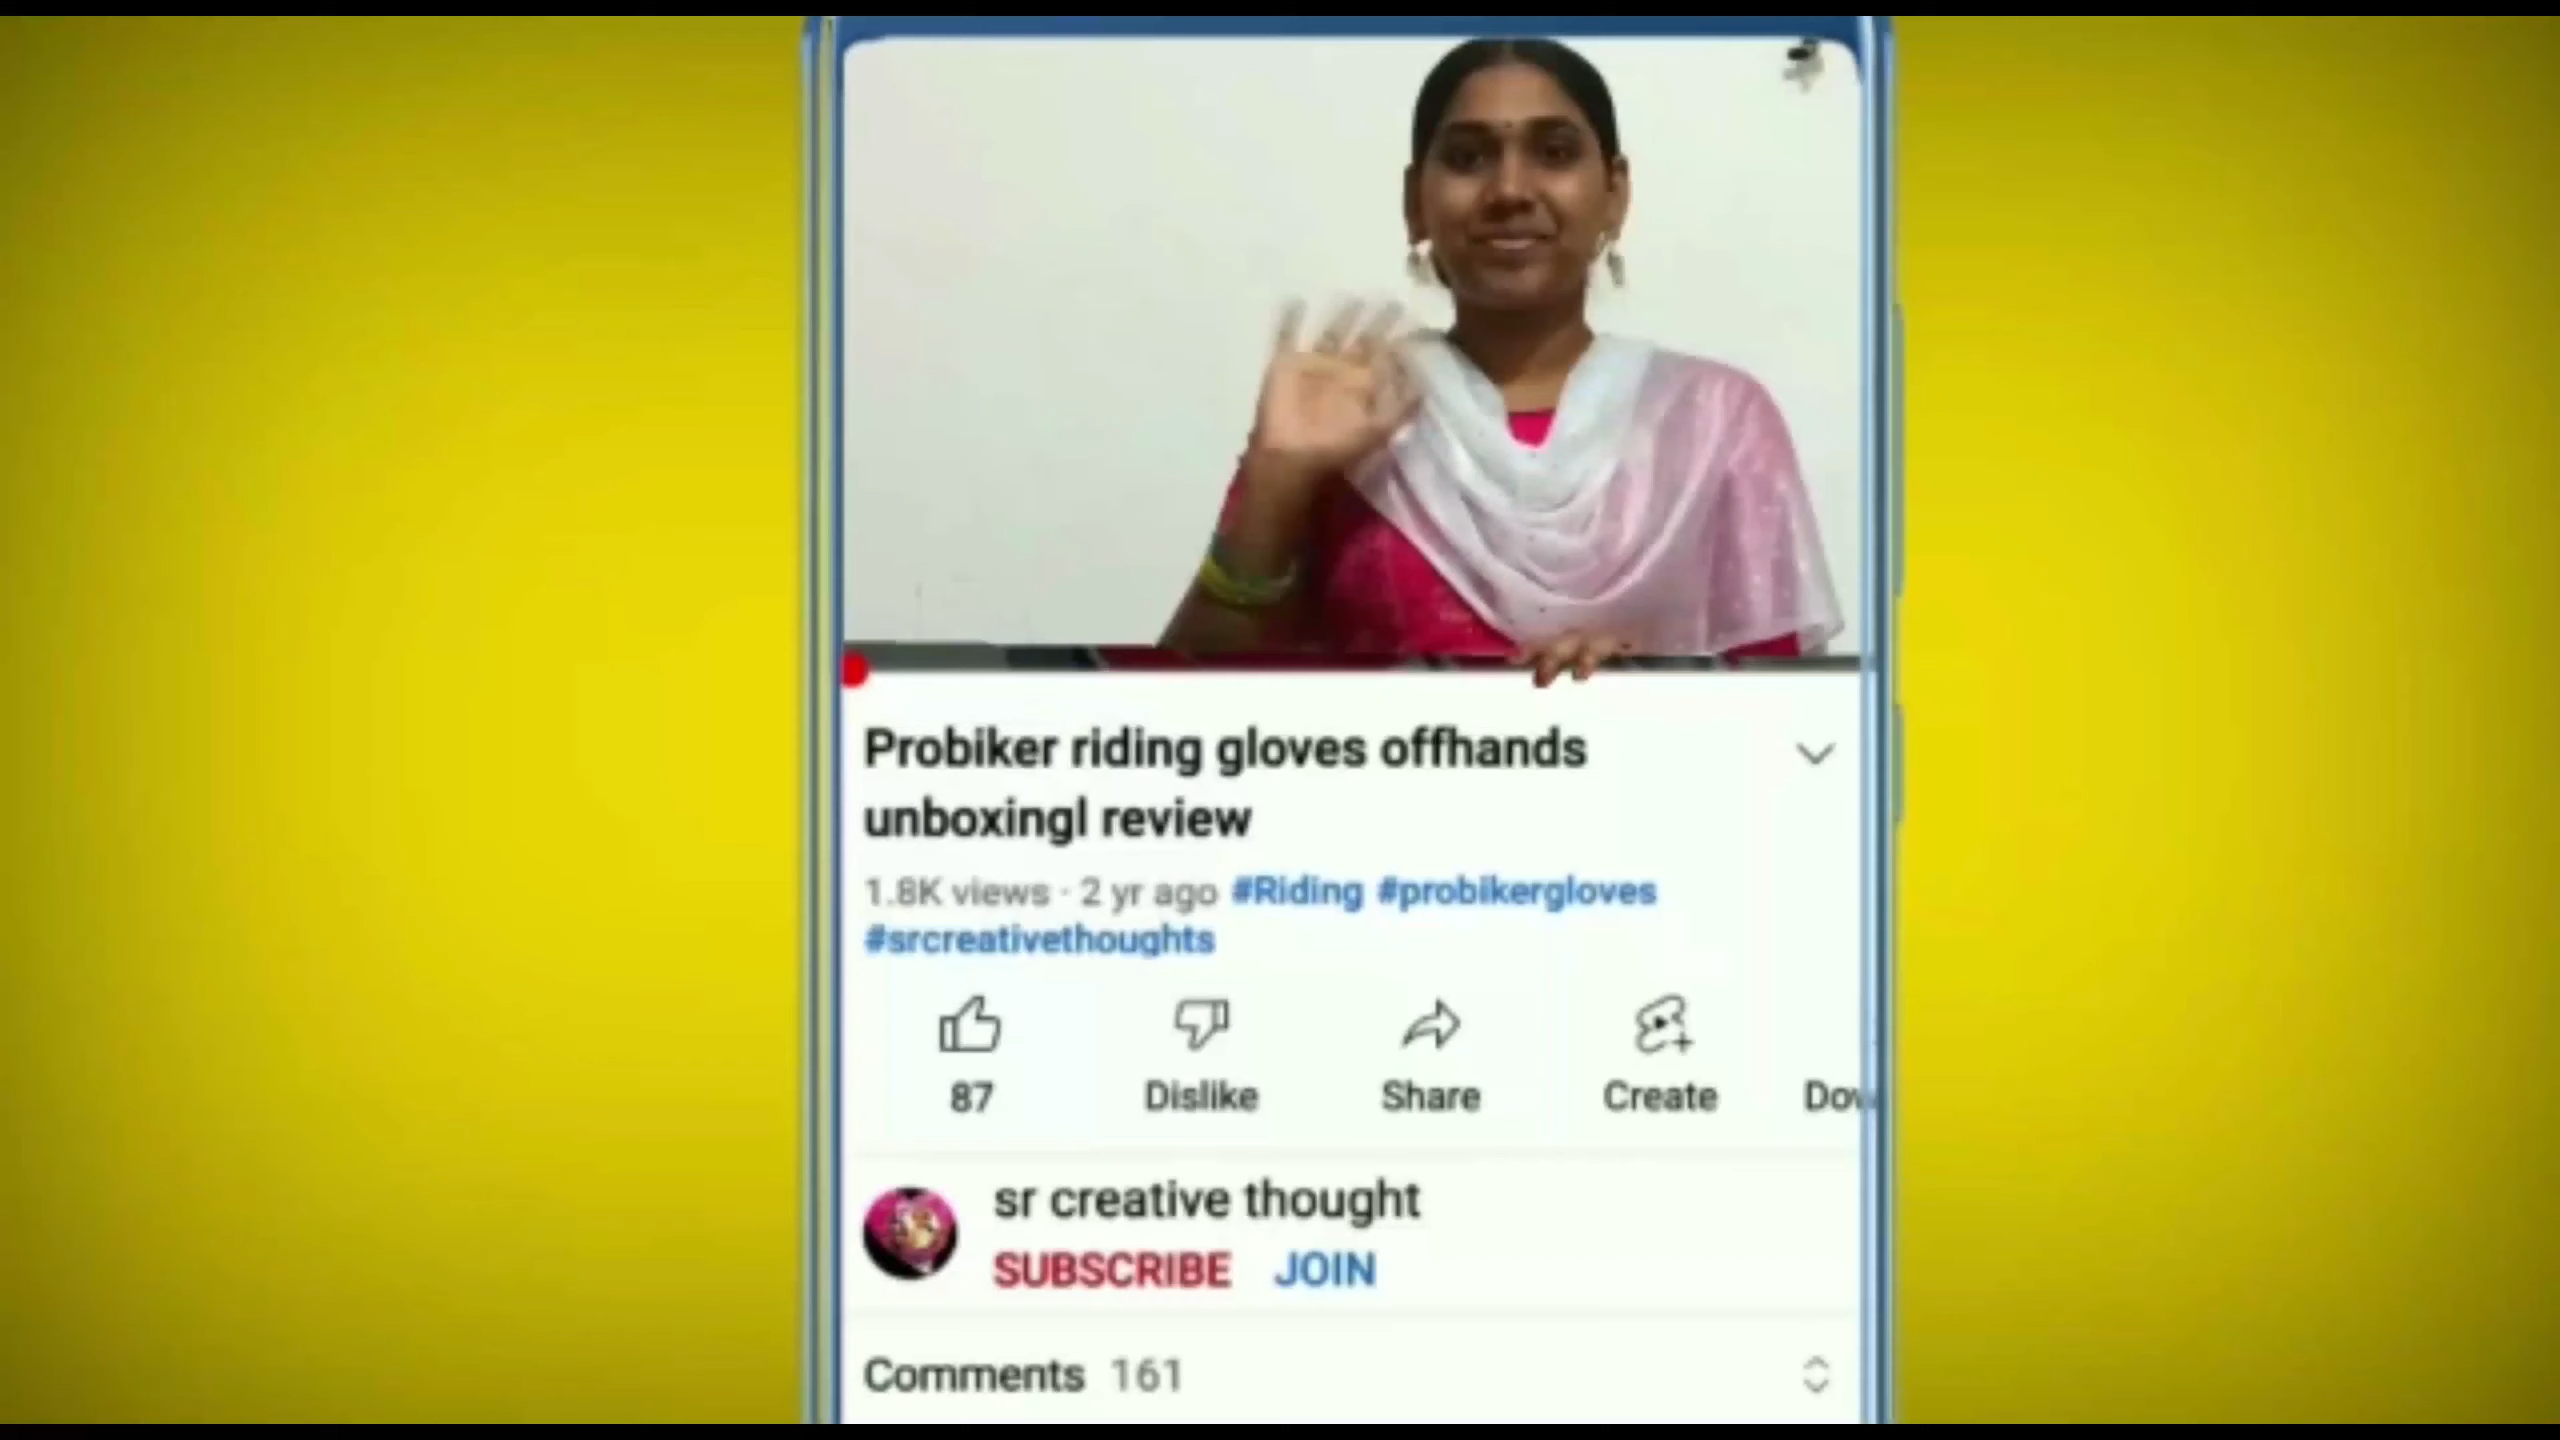 Probiker riding gloves offhands
unboxingl review
1.8K views · 2 yr ago #Riding #probikergloves
#srcreativethoughts
87 Dislike Share Create Dow
sr creative thought
SUBSCRIBE JOIN
Comments 161